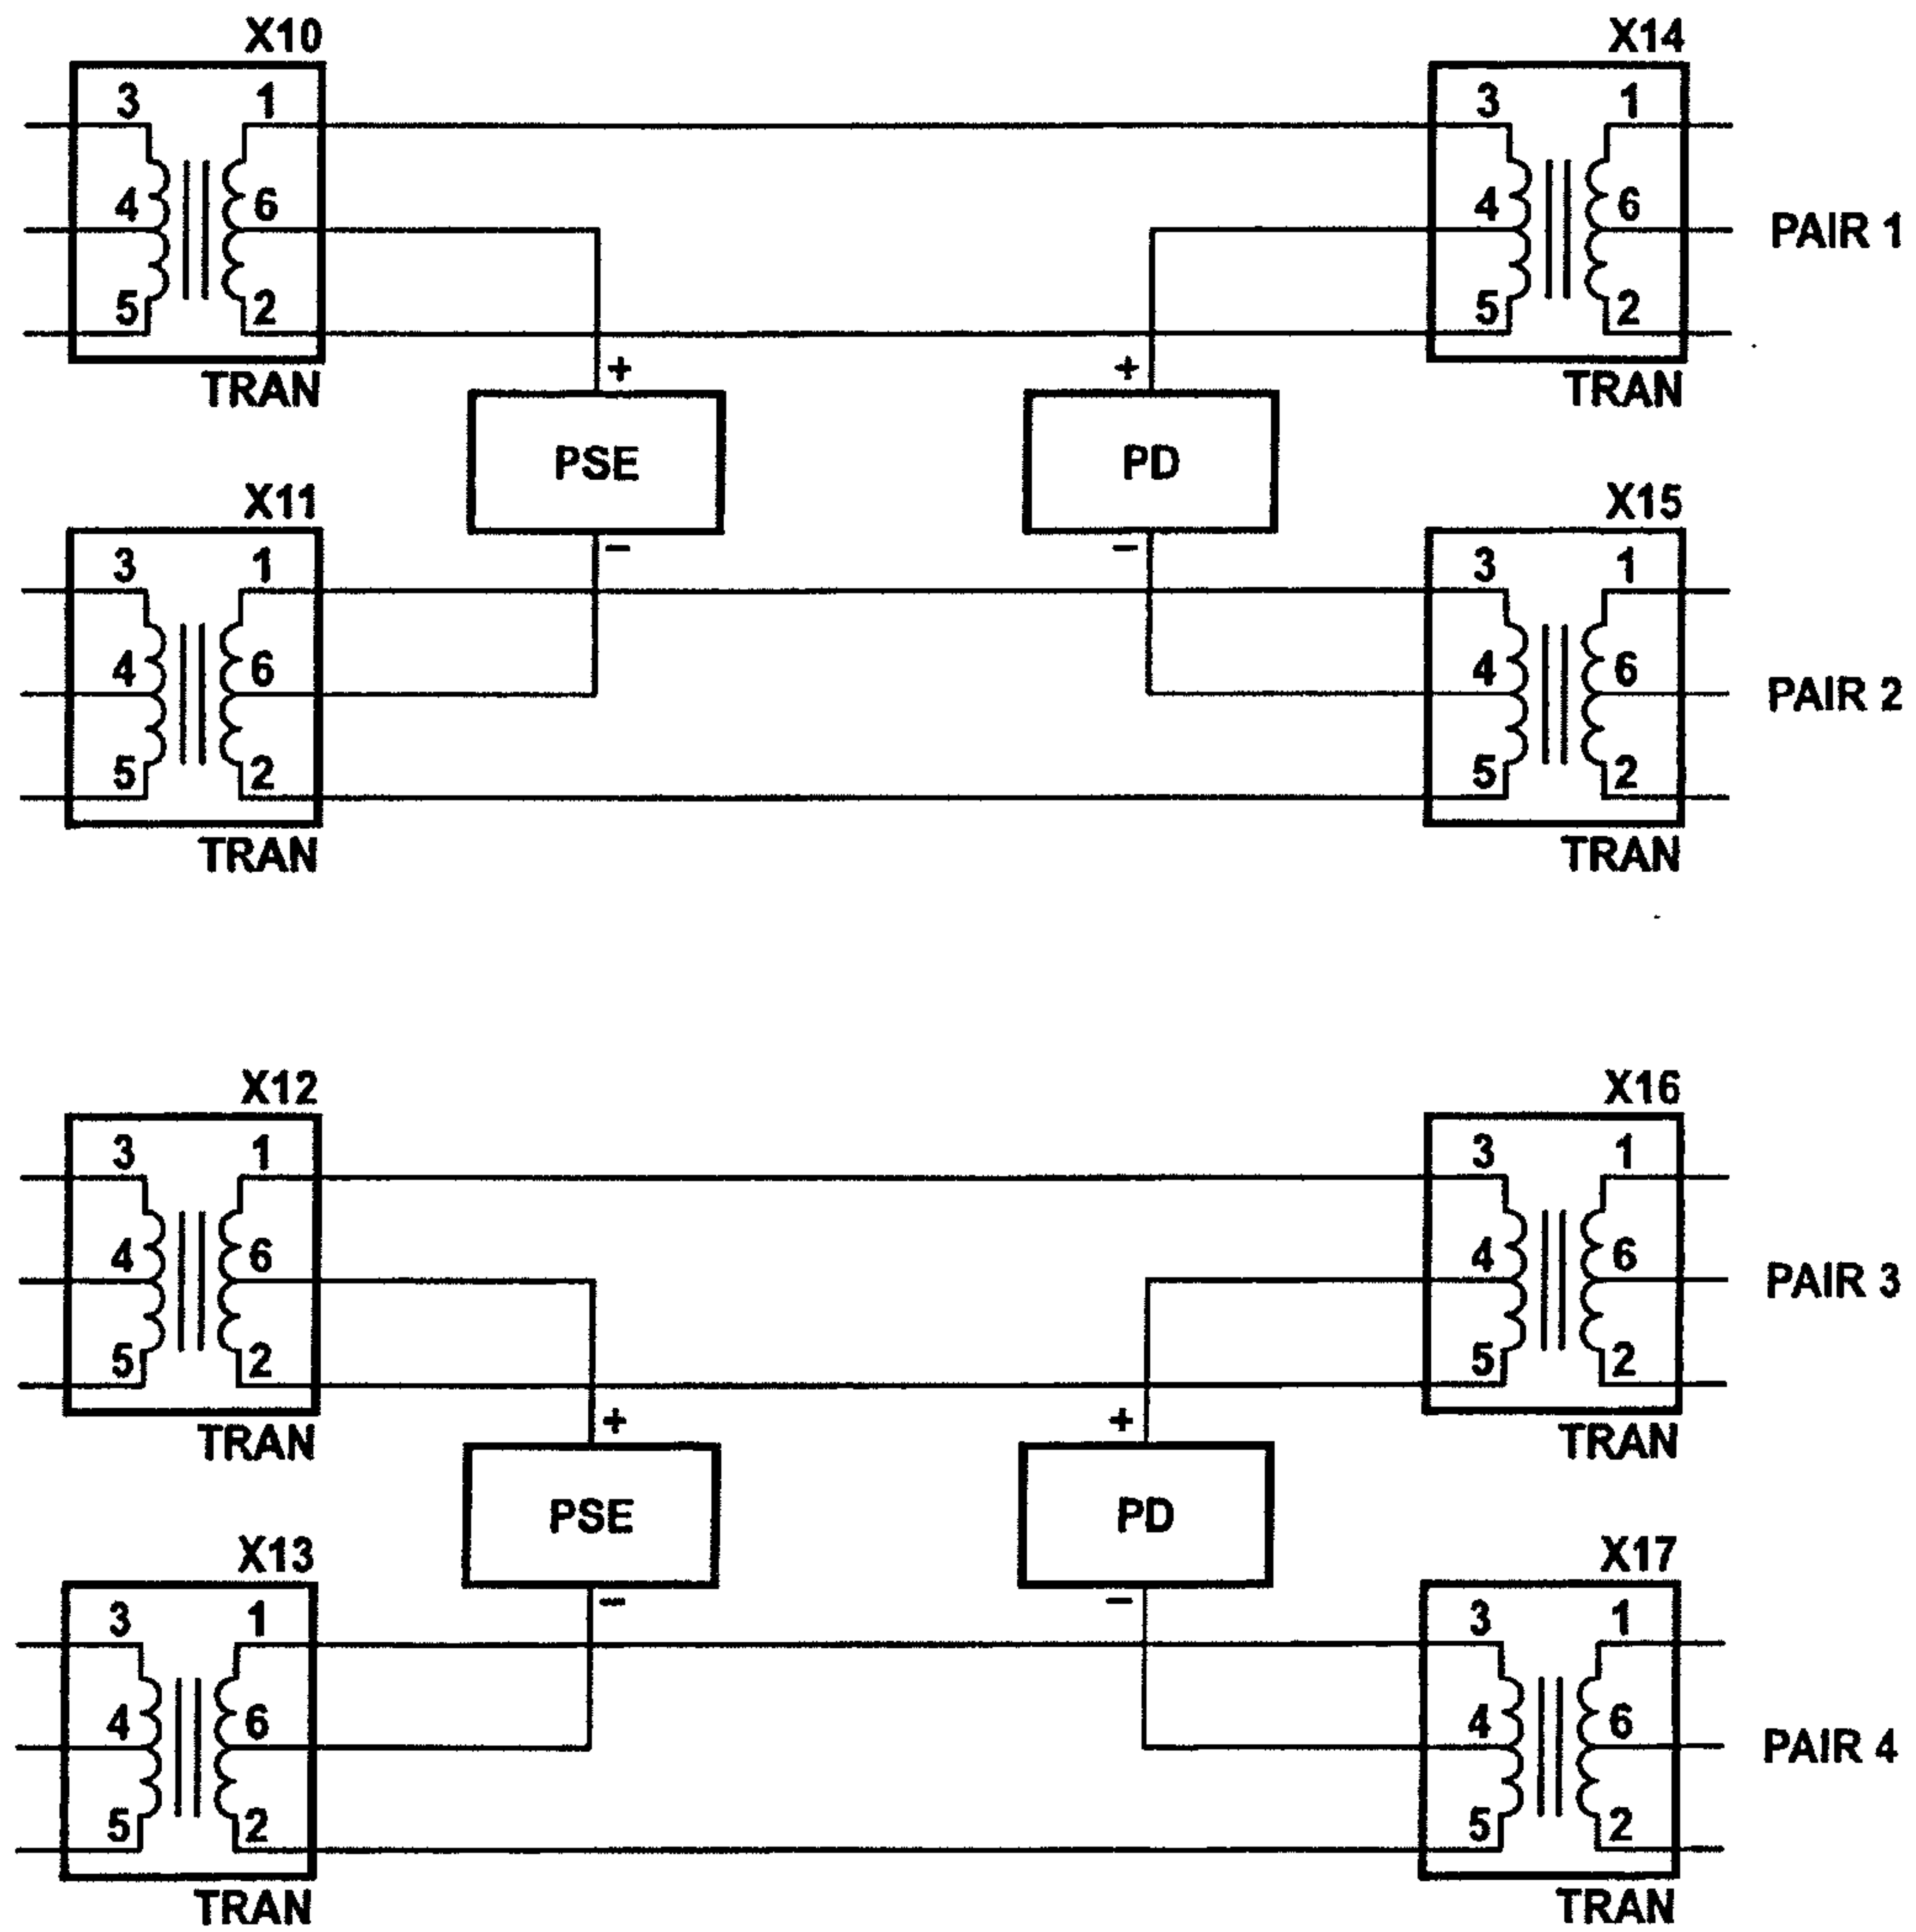 X10 X14
3 1 3 1
4 6 4 6 PAIR 1
5 2 5 2
+ +
TRAN TRAN
PSE PD
X11 X15
− −
3 1 3 1
4 6 4 6 PAIR 2
5 2 5 2
TRAN TRAN
X12 X16
3 1 3 1
4 6 4 6 PAIR 3
5 2 5 2
+ +
TRAN TRAN
PSE PD
X13 X17
− −
3 1 3 1
4 6 4 6 PAIR 4
5 2 5 2
TRAN TRAN